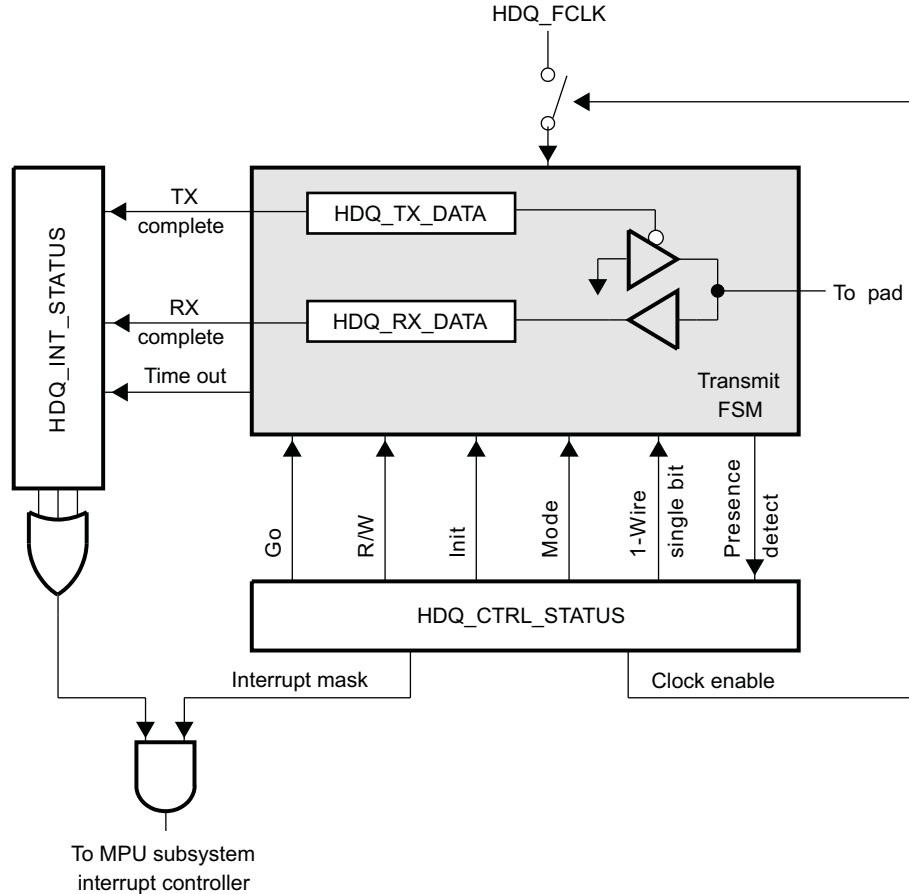 HDQ_FCLK
TX
complete
HDQ_TX_DATA
HDQ_INT_STATUS
RX
complete
HDQ_RX_DATA
To pad
Time out
Transmit
FSM
Go
R/W
Init
Mode
1-Wire
single bit
Presence
detect
HDQ_CTRL_STATUS
Interrupt mask
Clock enable
To MPU subsystem
interrupt controller